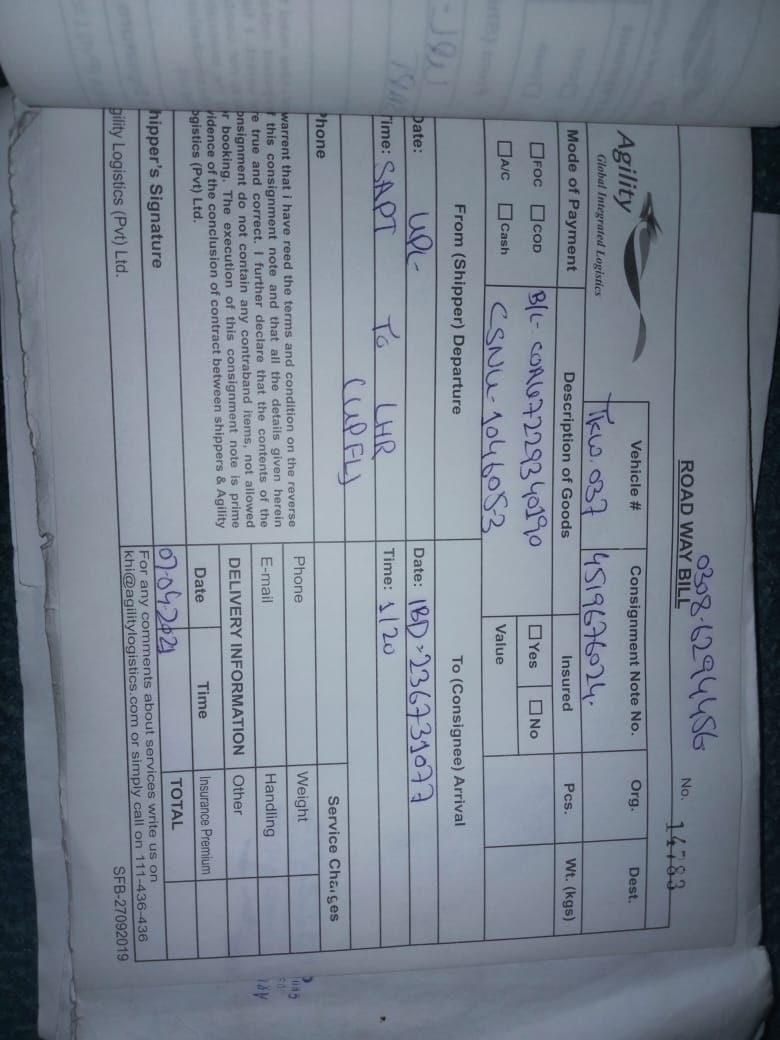 0308-6294456
ROAD WAY BILL
No. 14783
Agility
Global Integrated Logistics
Vehicle # Consignment Note No. Org. Dest.
TKW.037 4519676024.
Mode of Payment Description of Goods Insured Pcs. Wt. (kgs)
FOC COD B/L- COAU7229340190 Yes No
A/C Cash CSNU-1046053 Value
From (Shipper) Departure To (Consignee) Arrival
Date: UPL Date: IBD-236731077
Time: SAPT To LHR Time: 1/20
(UPFL)
Phone Service Charges
Phone Weight
E-mail Handling
DELIVERY INFORMATION Other
Date Time Insurance Premium
07-04-2021 TOTAL
warrent that i have reed the terms and condition on the reverse
f this consignment note and that all the details given herein
re true and correct. I further declare that the contents of the
onsignment do not contain any contraband items, not allowed
or booking. The execution of this consignment note is prime
vidence of the conclusion of contract between shippers & Agility
ogistics (Pvt) Ltd.
hipper's Signature
gility Logistics (Pvt) Ltd.
For any comments about services write us on
khi@agilitylogistics.com or simply call on 111-436-436
SFB-27092019